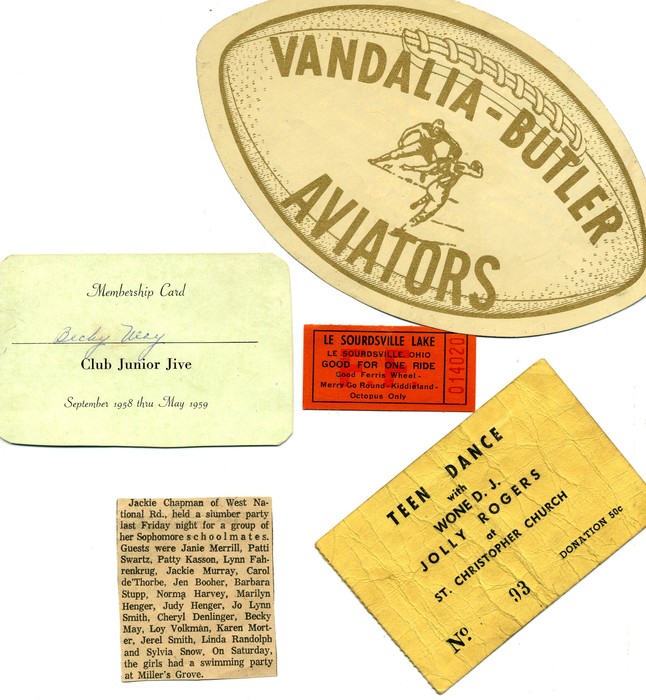 VANDALIA-BUTLER
AVIATORS
Membership Card
Becky May
Club Junior Jive
September 1958 thru May 1959
LE SOURDSVILLE LAKE
LE SOURDSVILLE, OHIO
GOOD FOR ONE RIDE
Good Ferris Wheel-
Merry-Go Round-Kiddieland-
Octopus Only
014020
TEEN DANCE
with
WONE D. J.
JOLLY ROGERS
at
ST. CHRISTOPHER CHURCH
DONATION 50c
No 93
Jackie Chapman of West Na-
tional Rd., held a slumber party
last Friday night for a group of
her Sophomore schoolmates.
Guests were Janie Merrill, Patti
Swartz, Patty Kasson, Lynn Fah-
renkrug, Jackie Murray, Carol
de'Thorbe, Jen Booher, Barbara
Stupp, Norma Harvey, Marilyn
Henger, Judy Henger, Jo Lynn
Smith, Cheryl Denlinger, Becky
May, Loy Volkman, Karen Mort-
er, Jerel Smith, Linda Randolph
and Sylvia Snow. On Saturday,
the girls had a swimming party
at Miller's Grove.